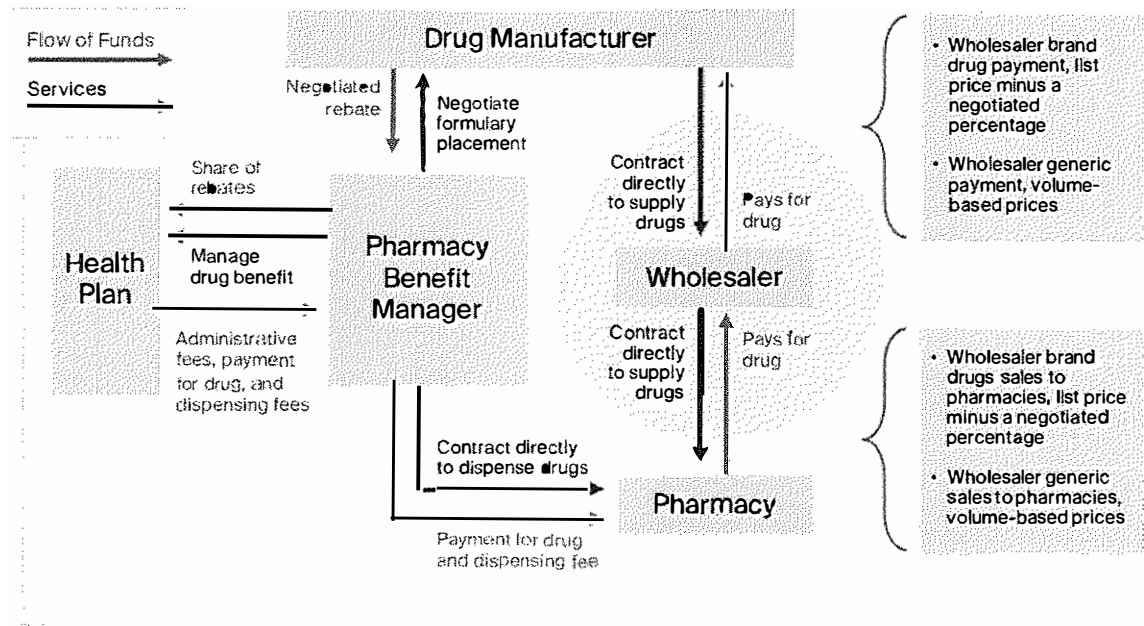 Flow of Funds
Services
Drug Manufacturer
Negotiated
rebate
Negotiate
formulary
placement
Share of
rebates
Manage
drug benefit
Health
Plan
Administrative
fees, payment
for drug, and
dispensing fees
Pharmacy
Benefit
Manager
Contract directly
to dispense drugs
Payment for drug
and dispensing fee
Contract
directly
to supply
drugs
Pays for
drug
Wholesaler
Contract
directly
to supply
drugs
Pays for
drug
Pharmacy
• Wholesaler brand
drug payment, list
price minus a
negotiated
percentage
• Wholesaler generic
payment, volume-
based prices
• Wholesaler brand
drugs sales to
pharmacies, list price
minus a negotiated
percentage
• Wholesaler generic
sales to pharmacies,
volume-based prices